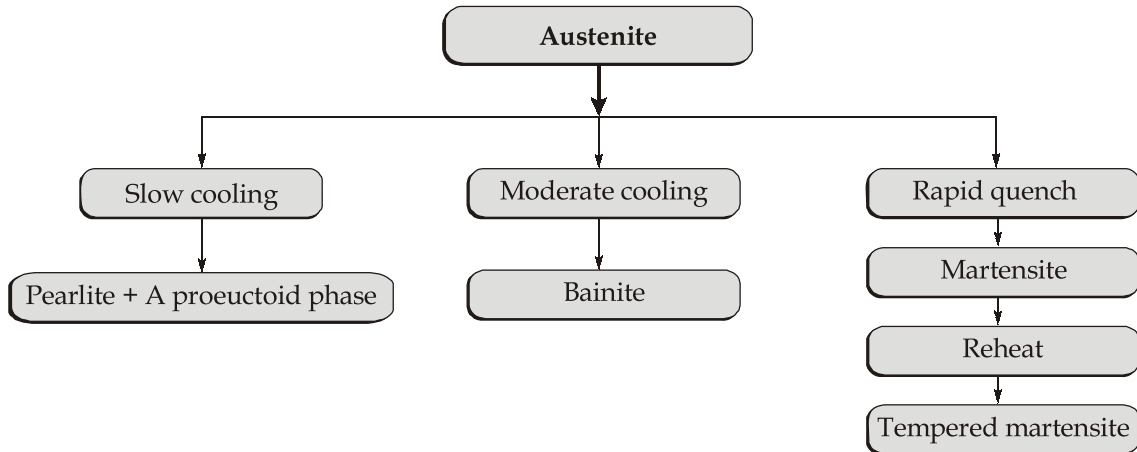 Austenite
Slow cooling
Moderate cooling
Rapid quench
Pearlite + A proeuctoid phase
Bainite
Martensite
Reheat
Tempered martensite